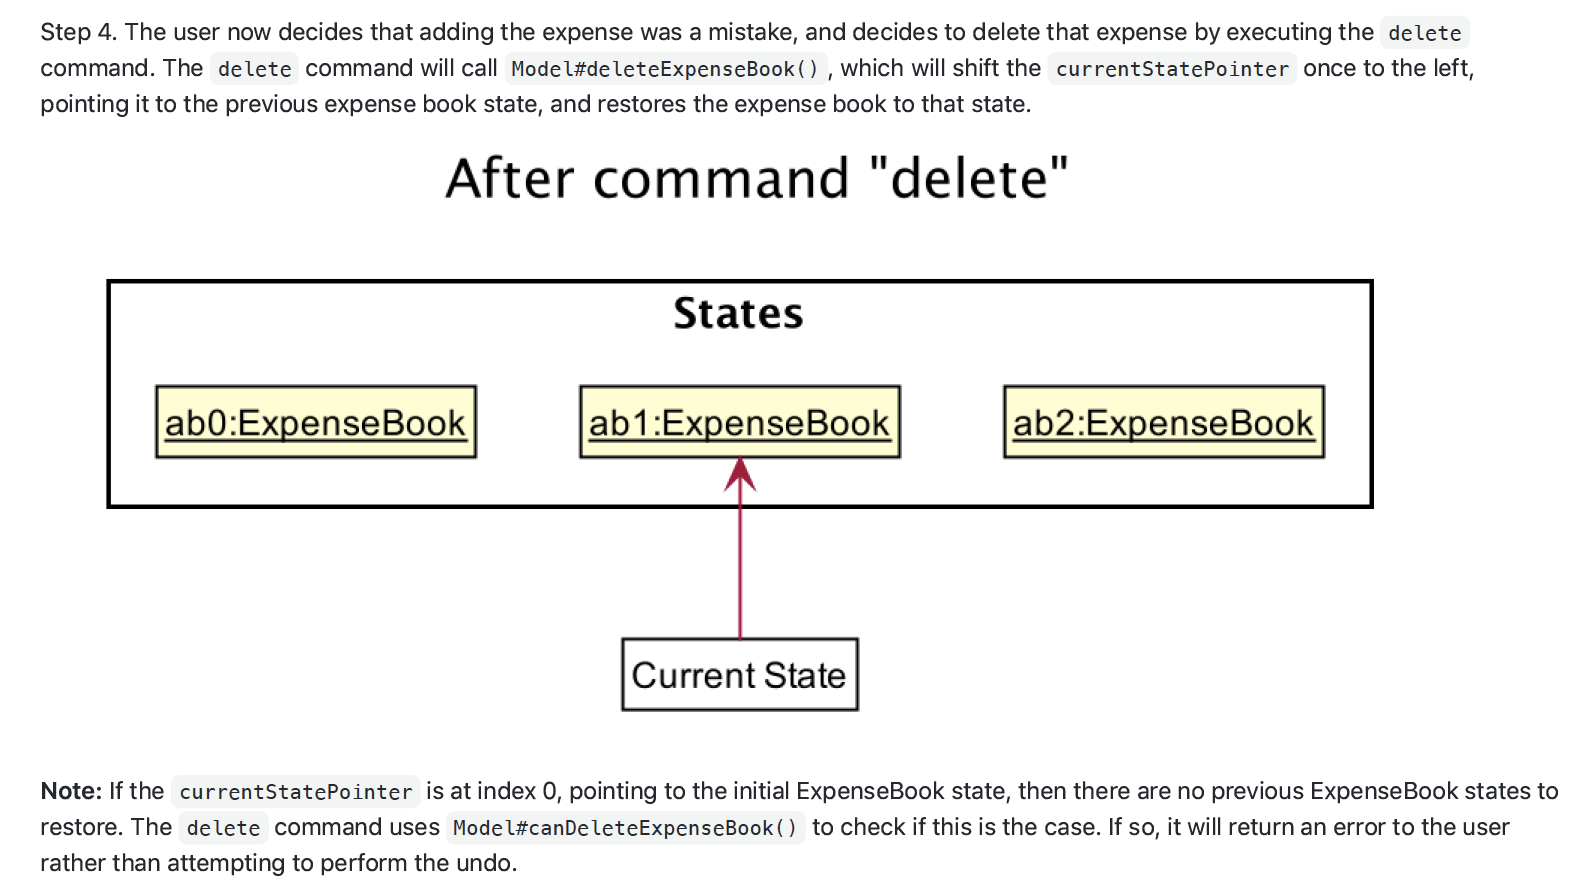 Step 4. The user now decides that adding the expense was a mistake, and decides to delete that expense by executing the delete
command. The delete command will call Model#deleteExpenseBook() , which will shift the currentStatePointer once to the left,
pointing it to the previous expense book state, and restores the expense book to that state.
After command "delete"
States
ab0:ExpenseBook
ab1:ExpenseBook
ab2:ExpenseBook
Current State
Note: If the currentStatePointer is at index 0, pointing to the initial ExpenseBook state, then there are no previous ExpenseBook states to
restore. The delete command uses Model#canDeleteExpenseBook() to check if this is the case. If so, it will return an error to the user
rather than attempting to perform the undo.